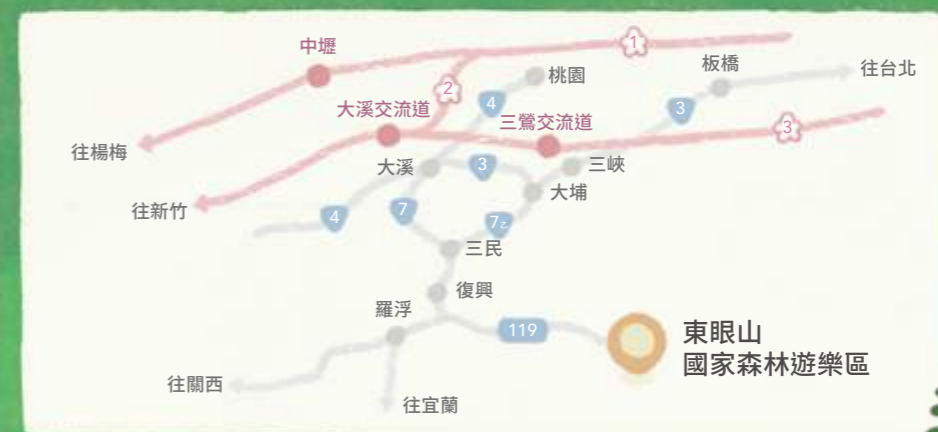 中壢
1
板橋
往台北
2
桃園
4
3
大溪交流道
三鶯交流道
3
往楊梅
大溪
3
三峽
大埔
往新竹
4
7
7乙
三民
復興
羅浮
119
東眼山
國家森林遊樂區
往關西
往宜蘭